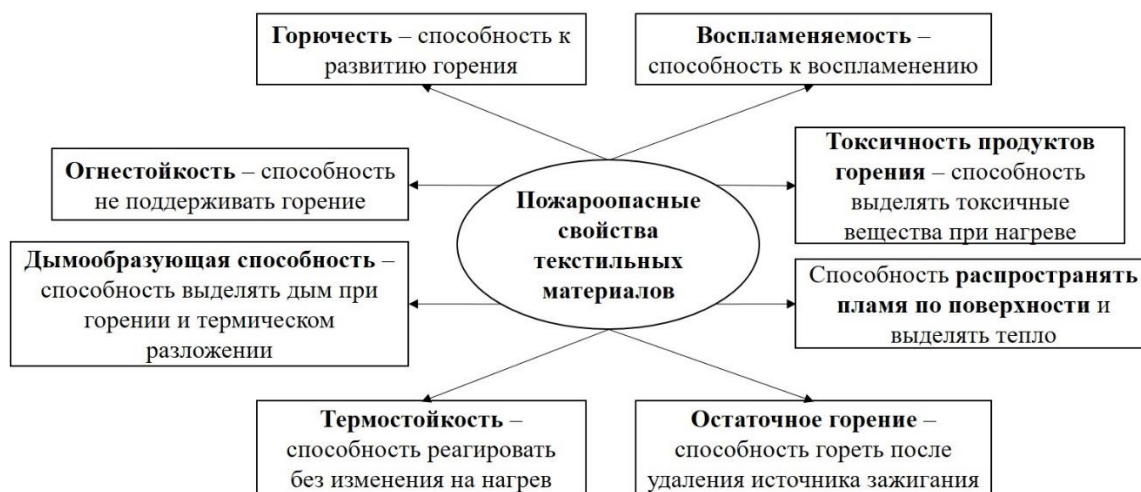 Горючесть – способность к
развитию горения
Воспламеняемость –
способность к воспламенению
Огнестойкость – способность
не поддерживать горение
Токсичность продуктов
горения – способность
выделять токсичные
вещества при нагреве
Пожароопасные
свойства
текстильных
материалов
Дымообразующая способность –
способность выделять дым при
горении и термическом
разложении
Способность распространять
пламя по поверхности и
выделять тепло
Термостойкость –
способность реагировать
без изменения на нагрев
Остаточное горение –
способность гореть после
удаления источника зажигания